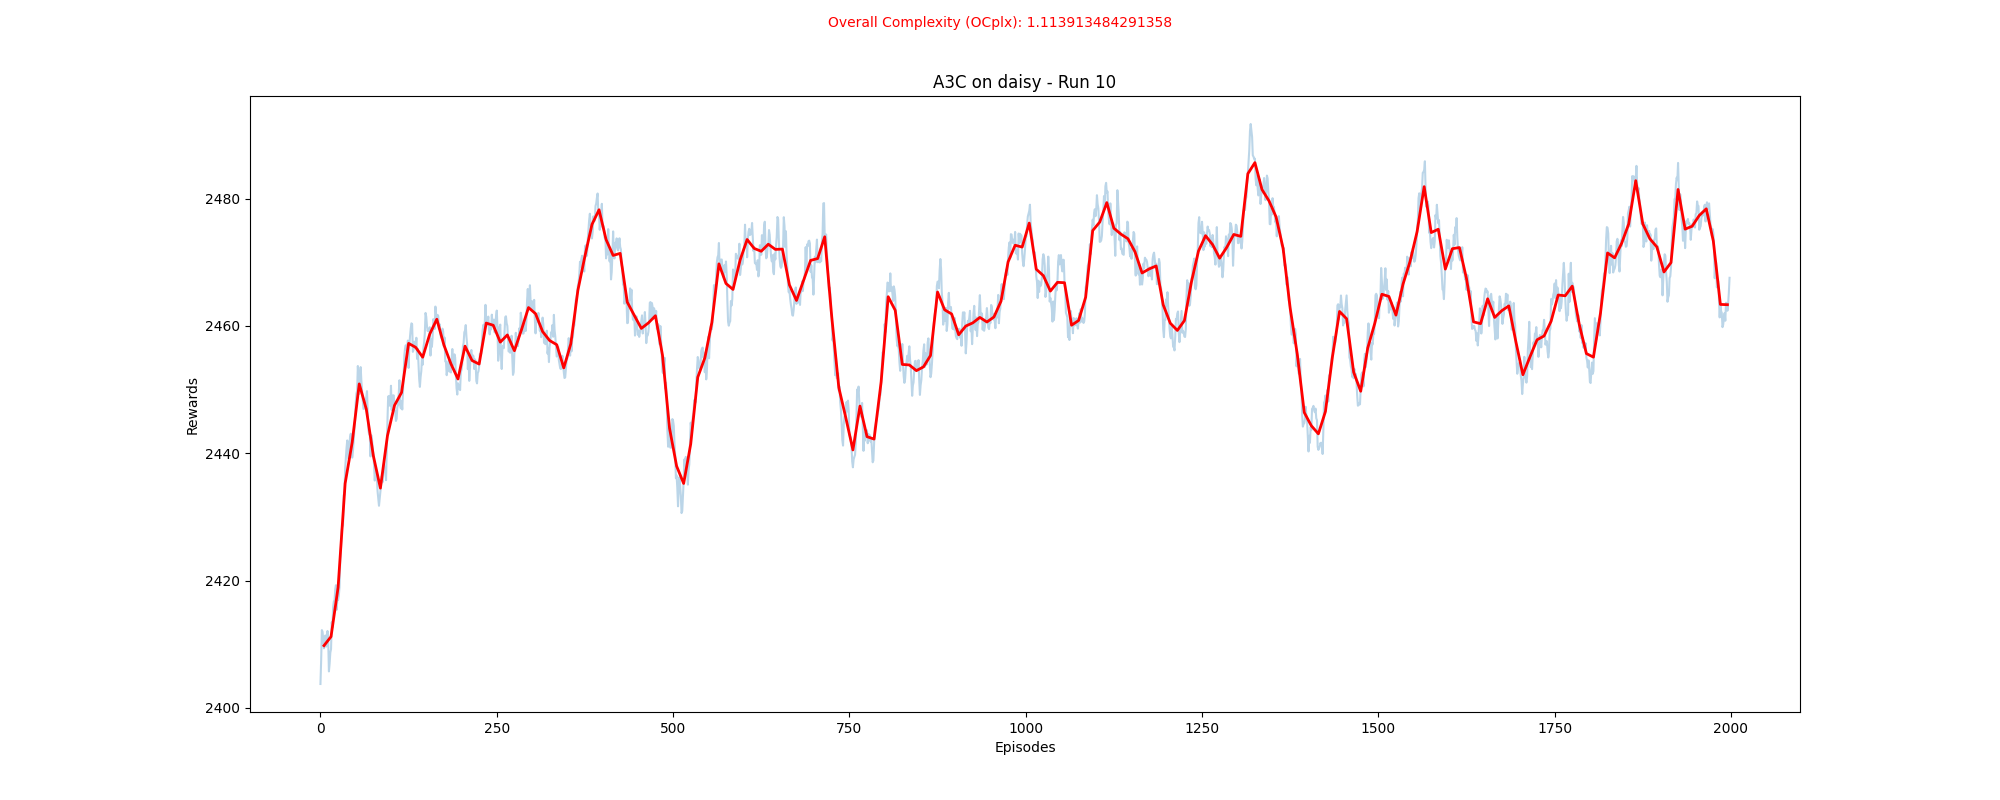 Overall Complexity (OCplx): 1.113913484291358
A3C on daisy - Run 10
2480
2460
2440
2420
2400
Rewards
0 250 500 750 1000 1250 1500 1750 2000
Episodes